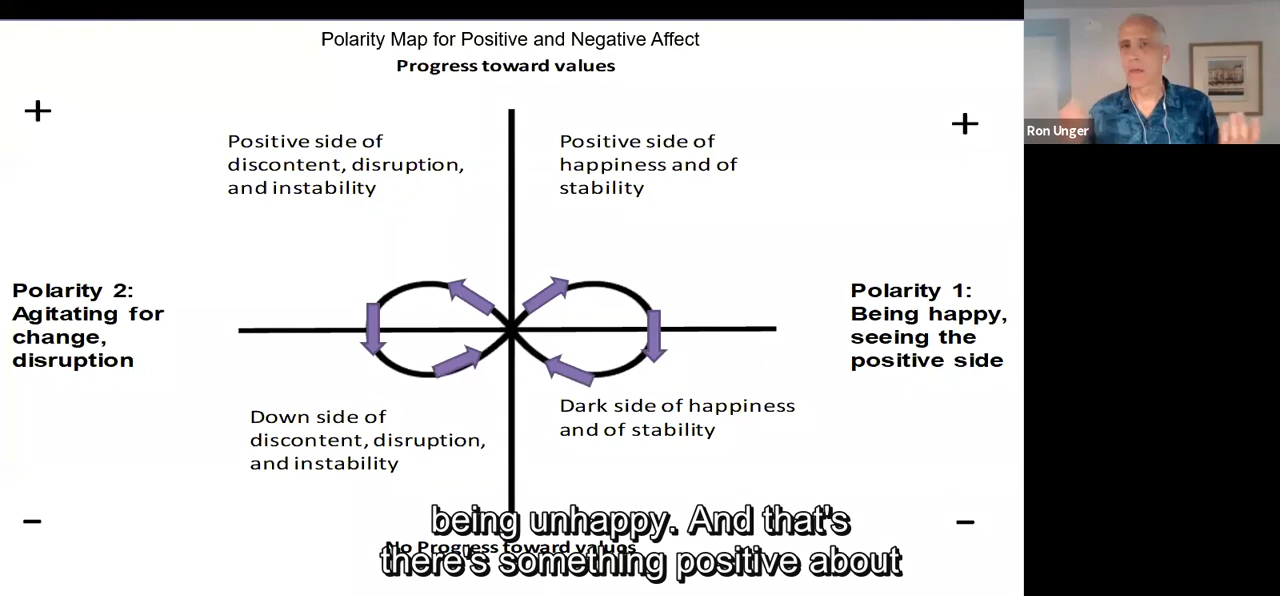 Polarity Map for Positive and Negative Affect
Progress toward values
+
+
Positive side of
discontent, disruption,
and instability
Positive side of
happiness and of
stability
Ron Unger
Polarity 2:
Agitating for
change,
disruption
Polarity 1:
Being happy,
seeing the
positive side
Down side of
discontent, disruption,
and instability
Dark side of happiness
and of stability
-
-
No Progress toward values
being unhappy. And that's
there's something positive about